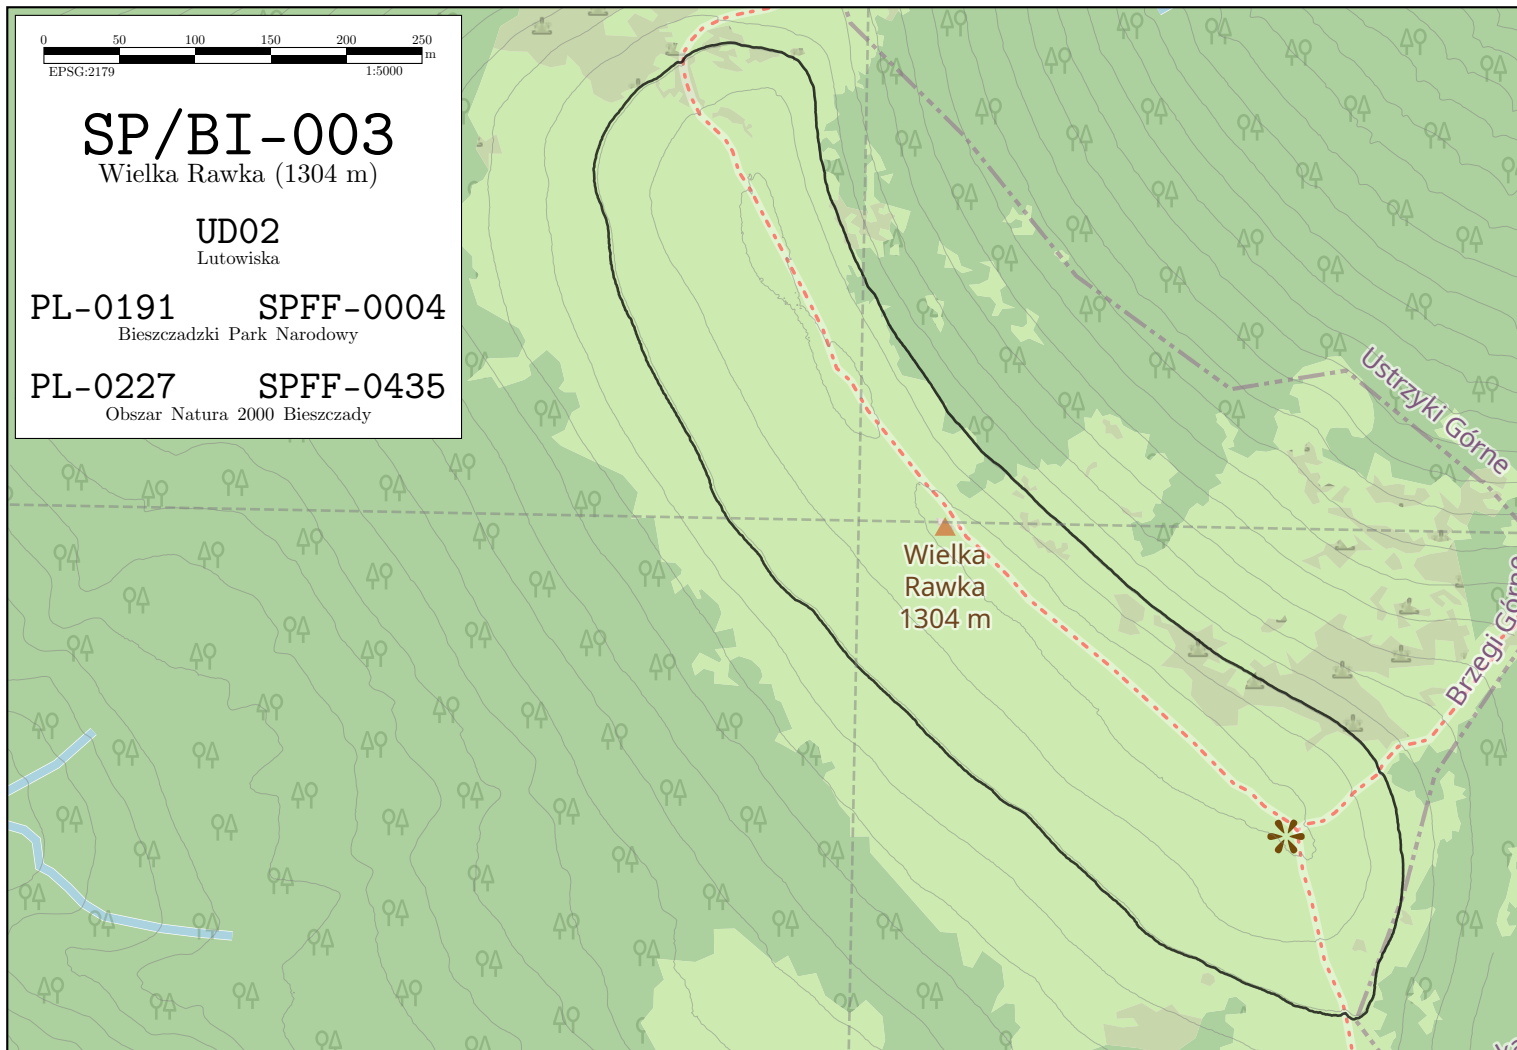 0 50 100 150 200 250
m
EPSG:2179 1:5000
SP/BI-003
Wielka Rawka (1304 m)
UD02
Lutowiska
PL-0191 SPFF-0004
Bieszczadzki Park Narodowy
PL-0227 SPFF-0435
Obszar Natura 2000 Bieszczady
Ustrzyki Górne
Wielka
Rawka
1304 m
Brzegi Górne